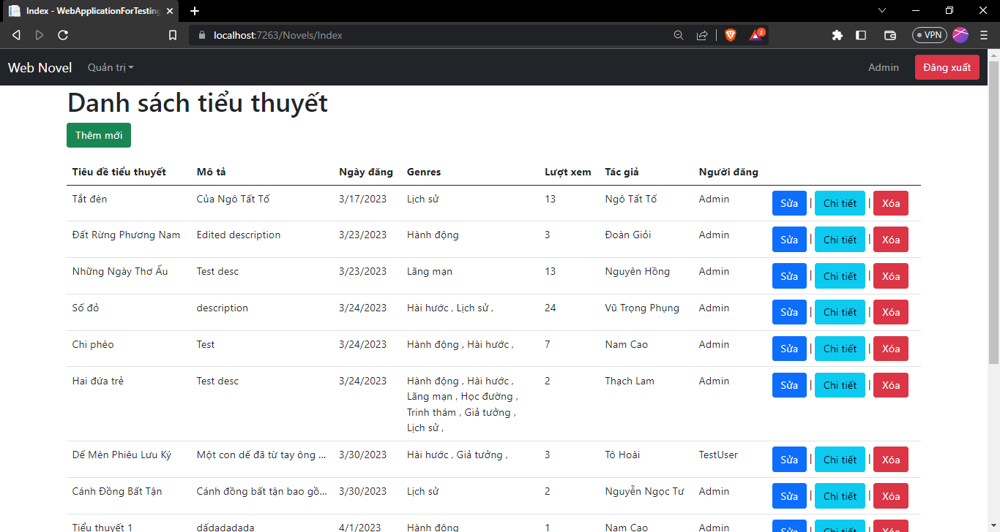 Index - WebApplicationForTesting
localhost:7263/Novels/Index
2
VPN
Web Novel Quản trị Admin Đăng xuất
Danh sách tiểu thuyết
Thêm mới
Tiêu đề tiểu thuyết Mô tả Ngày đăng Genres Lượt xem Tác giả Người đăng
Tắt đèn Của Ngô Tất Tố 3/17/2023 Lịch sử 13 Ngô Tất Tố Admin Sửa | Chi tiết | Xóa
Đất Rừng Phương Nam Edited description 3/23/2023 Hành động 3 Đoàn Giỏi Admin Sửa | Chi tiết | Xóa
Những Ngày Thơ Ấu Test desc 3/23/2023 Lãng mạn 13 Nguyên Hồng Admin Sửa | Chi tiết | Xóa
Số đỏ description 3/24/2023 Hài hước , Lịch sử , 24 Vũ Trọng Phụng Admin Sửa | Chi tiết | Xóa
Chi phèo Test 3/24/2023 Hành động , Hài hước , 7 Nam Cao Admin Sửa | Chi tiết | Xóa
Hai đứa trẻ Test desc 3/24/2023 Hành động , Hài hước , 2 Thạch Lam Admin Sửa | Chi tiết | Xóa
Lãng mạn , Học đường ,
Trinh thám , Giả tưởng ,
Lịch sử ,
Dế Mèn Phiêu Lưu Ký Một con dế đã từ tay ông ... 3/30/2023 Hài hước , Giả tưởng , 3 Tô Hoài TestUser Sửa | Chi tiết | Xóa
Cánh Đồng Bất Tận Cánh đồng bất tận bao gồ... 3/30/2023 Lịch sử 2 Nguyễn Ngọc Tư Admin Sửa | Chi tiết | Xóa
Tiểu thuyết 1 dấdadadada 4/1/2023 Hành động 1 Nam Cao Admin Sửa | Chi tiết | Xóa